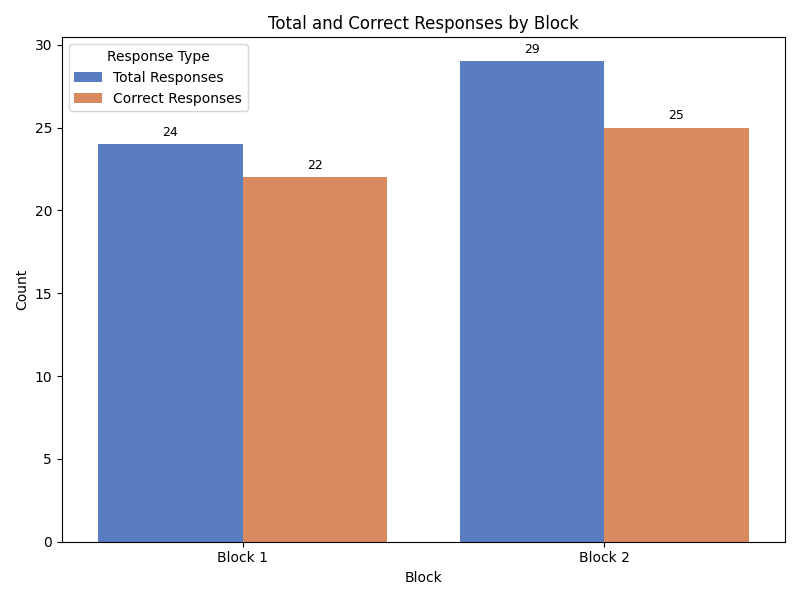 Total and Correct Responses by Block
Response Type
Total Responses
Correct Responses
24
22
29
25
30
25
20
15
10
5
0
Count
Block 1
Block 2
Block